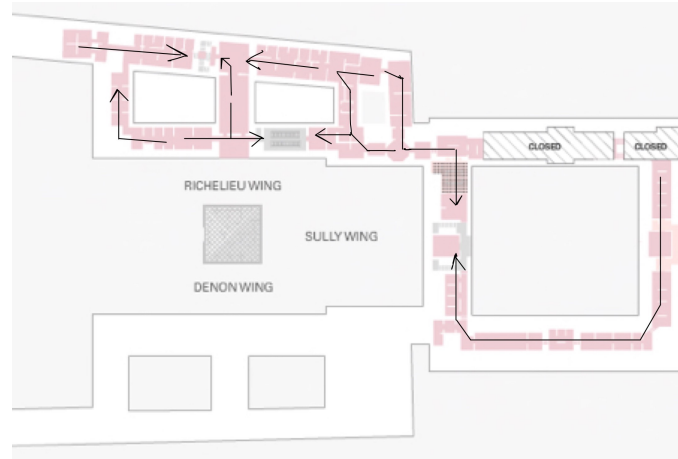 CLOSED
CLOSED
RICHELIEU WING
SULLY WING
DENON WING